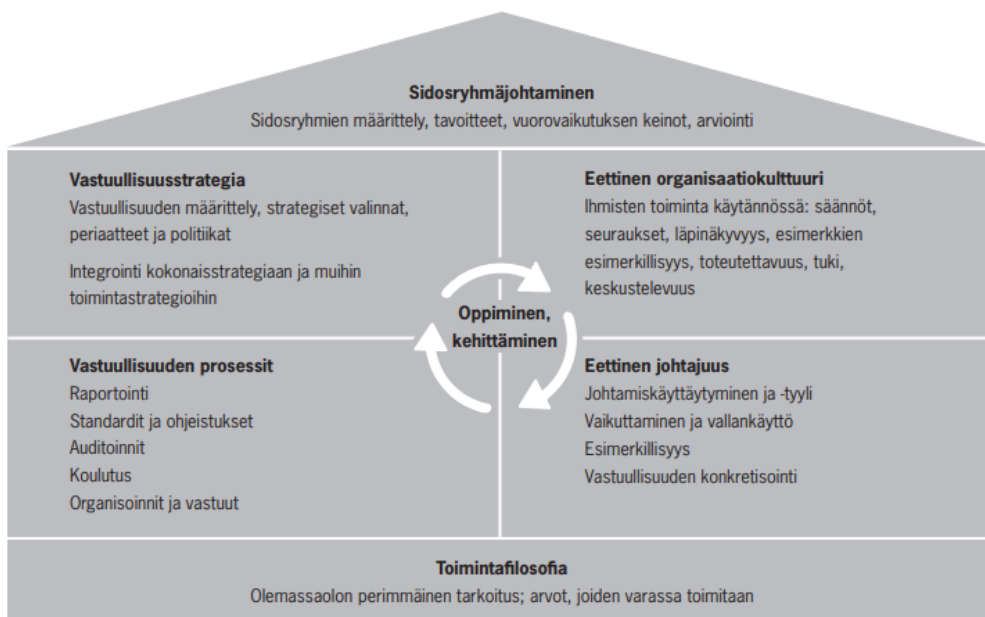 Sidosryhmäjohtaminen
Sidosryhmien määrittely, tavoitteet, vuorovaikutuksen keinot, arviointi
Vastuullisuusstrategia
Vastuullisuuden määrittely, strategiset valinnat,
periaatteet ja politiikat
Integrointi kokonaisstrategiaan ja muihin
toimintastrategioihin
Eettinen organisaatiokulttuuri
Ihmisten toiminta käytännössä: säännöt,
seuraukset, läpinäkyvyys, esimerkkien
esimerkillisyys, toteutettavuus, tuki,
keskustelevuus
Oppiminen,
kehittäminen
Vastuullisuuden prosessit
Raportointi
Standardit ja ohjeistukset
Auditoinnit
Koulutus
Organisoinnit ja vastuut
Eettinen johtajuus
Johtamiskäyttäytyminen ja -tyyli
Vaikuttaminen ja vallankäyttö
Esimerkillisyys
Vastuullisuuden konkretisointi
Toimintafilosofia
Olemassaolon perimmäinen tarkoitus; arvot, joiden varassa toimitaan